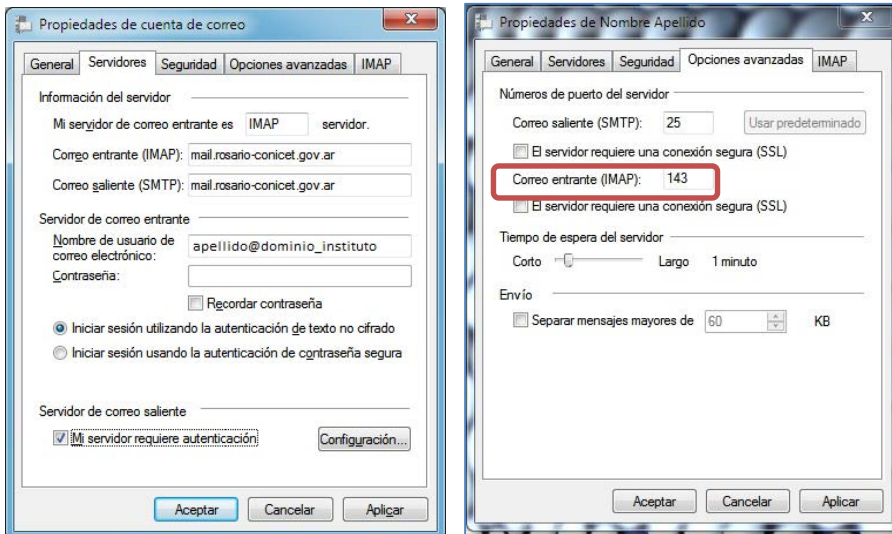 Propiedades de cuenta de correo
x
General Servidores Seguridad Opciones avanzadas IMAP
Información del servidor
Mi servidor de correo entrante es IMAP servidor.
Correo entrante (IMAP): mail.rosario-conicet.gov.ar
Correo saliente (SMTP): mail.rosario-conicet.gov.ar
Servidor de correo entrante
Nombre de usuario de
correo electrónico: apellido@dominio_instituto
Contraseña:
Recordar contraseña
Iniciar sesión utilizando la autenticación de texto no cifrado
Iniciar sesión usando la autenticación de contraseña segura
Servidor de correo saliente
Mi servidor requiere autenticación Configuración...
Aceptar Cancelar Aplicar
Propiedades de Nombre Apellido
x
General Servidores Seguridad Opciones avanzadas IMAP
Números de puerto del servidor
Correo saliente (SMTP): 25 Usar predeterminado
El servidor requiere una conexión segura (SSL)
Correo entrante (IMAP): 143
El servidor requiere una conexión segura (SSL)
Tiempo de espera del servidor
Corto Largo 1 minuto
Envío
Separar mensajes mayores de 60 KB
Aceptar Cancelar Aplicar